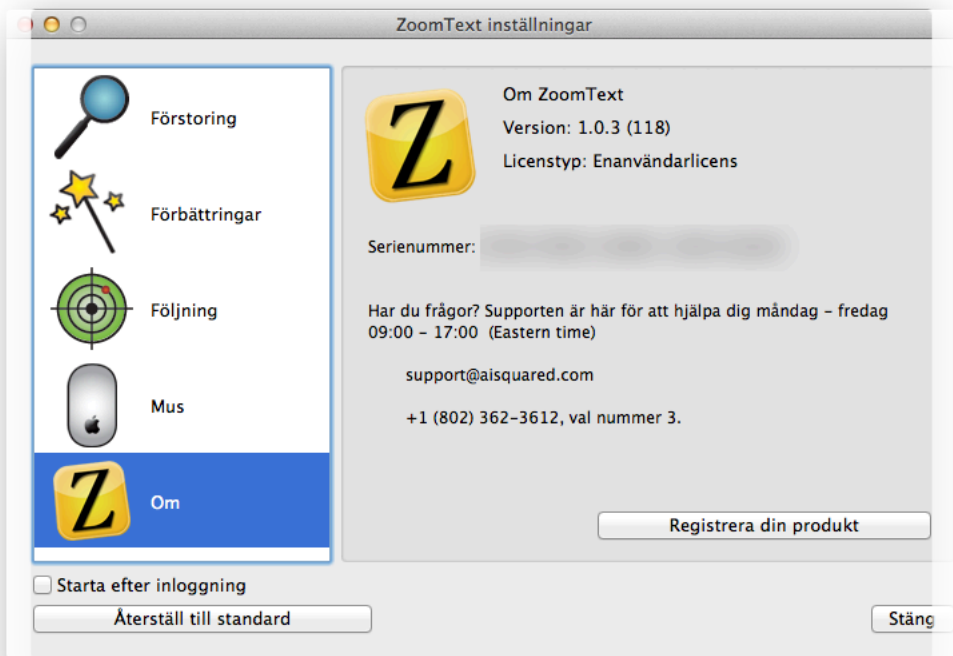 ZoomText inställningar
Förstoring
Förbättringar
Följning
Mus
Z
Om
Z
Om ZoomText
Version: 1.0.3 (118)
Licenstyp: Enanvändarlicens
Serienummer:
Har du frågor? Supporten är här för att hjälpa dig måndag – fredag
09:00 – 17:00 (Eastern time)
support@aisquared.com
+1 (802) 362-3612, val nummer 3.
Registrera din produkt
Starta efter inloggning
Återställ till standard
Stäng